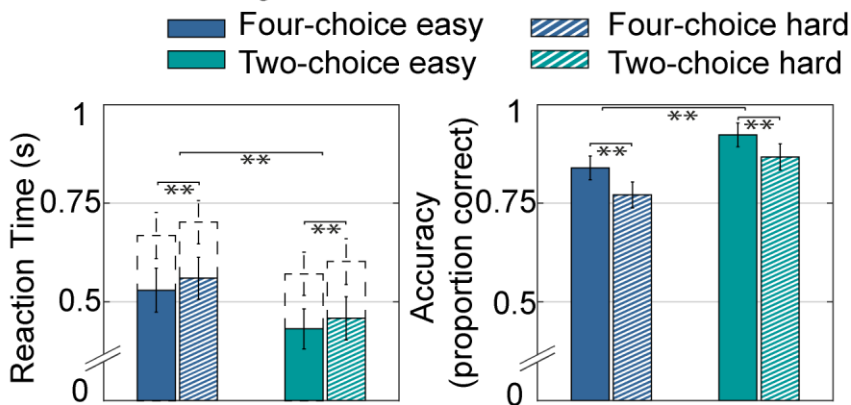 Four-choice easy Four-choice hard
Two-choice easy Two-choice hard
Reaction Time (s)
1
0.75
0.5
0
**
**
**
Accuracy
(proportion correct)
1
0.75
0.5
0
**
**
**